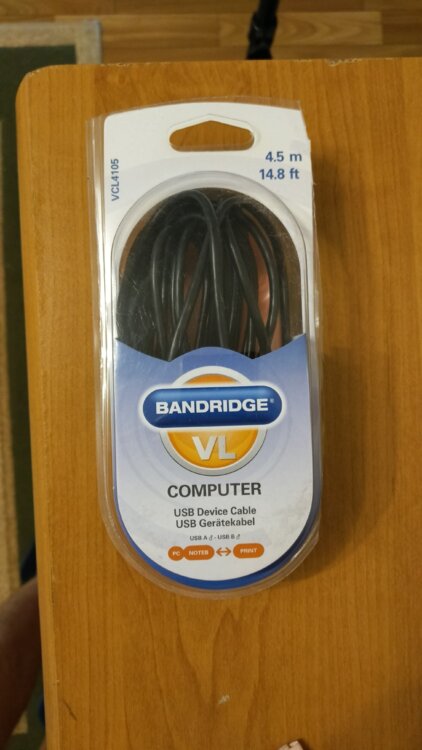 VCL4105
4.5 m
14.8 ft
BANDRIDGE®
VL
COMPUTER
USB Device Cable
USB Gerätekabel
USB A ♂ - USB B ♂
PC NOTEB ↔ PRINT